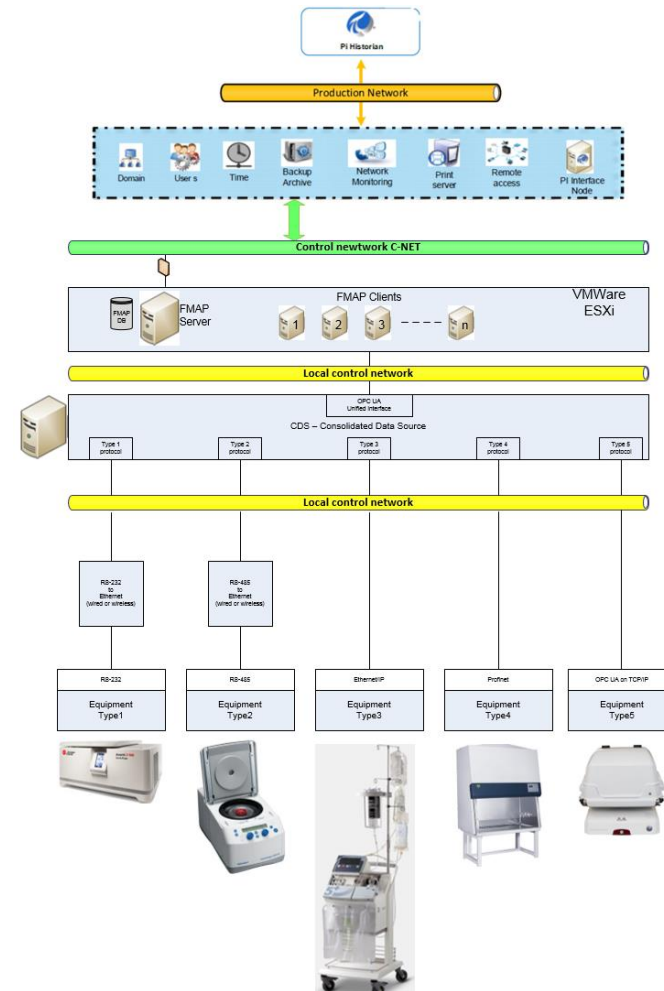 Pi Historian
Production Network
Domain
User s
Time
Backup
Archive
Network
Monitoring
Print
server
Remote
access
PI Interface
Node
Control newtwork C-NET
FMAP
DB
FMAP
Server
FMAP Clients
1
2
3
n
VMWare
ESXi
Local control network
OPC UA
Unified Interface
CDS – Consolidated Data Source
Type 1
protocol
Type 2
protocol
Type 3
protocol
Type 4
protocol
Type 5
protocol
Local control network
RS-232
to
Ethernet
(wired or wireless)
RS-485
to
Ethernet
(wired or wireless)
RS-232
Equipment
Type1
RS-485
Equipment
Type2
Ethernet/IP
Equipment
Type3
Profinet
Equipment
Type4
OPC UA on TCP/IP
Equipment
Type5